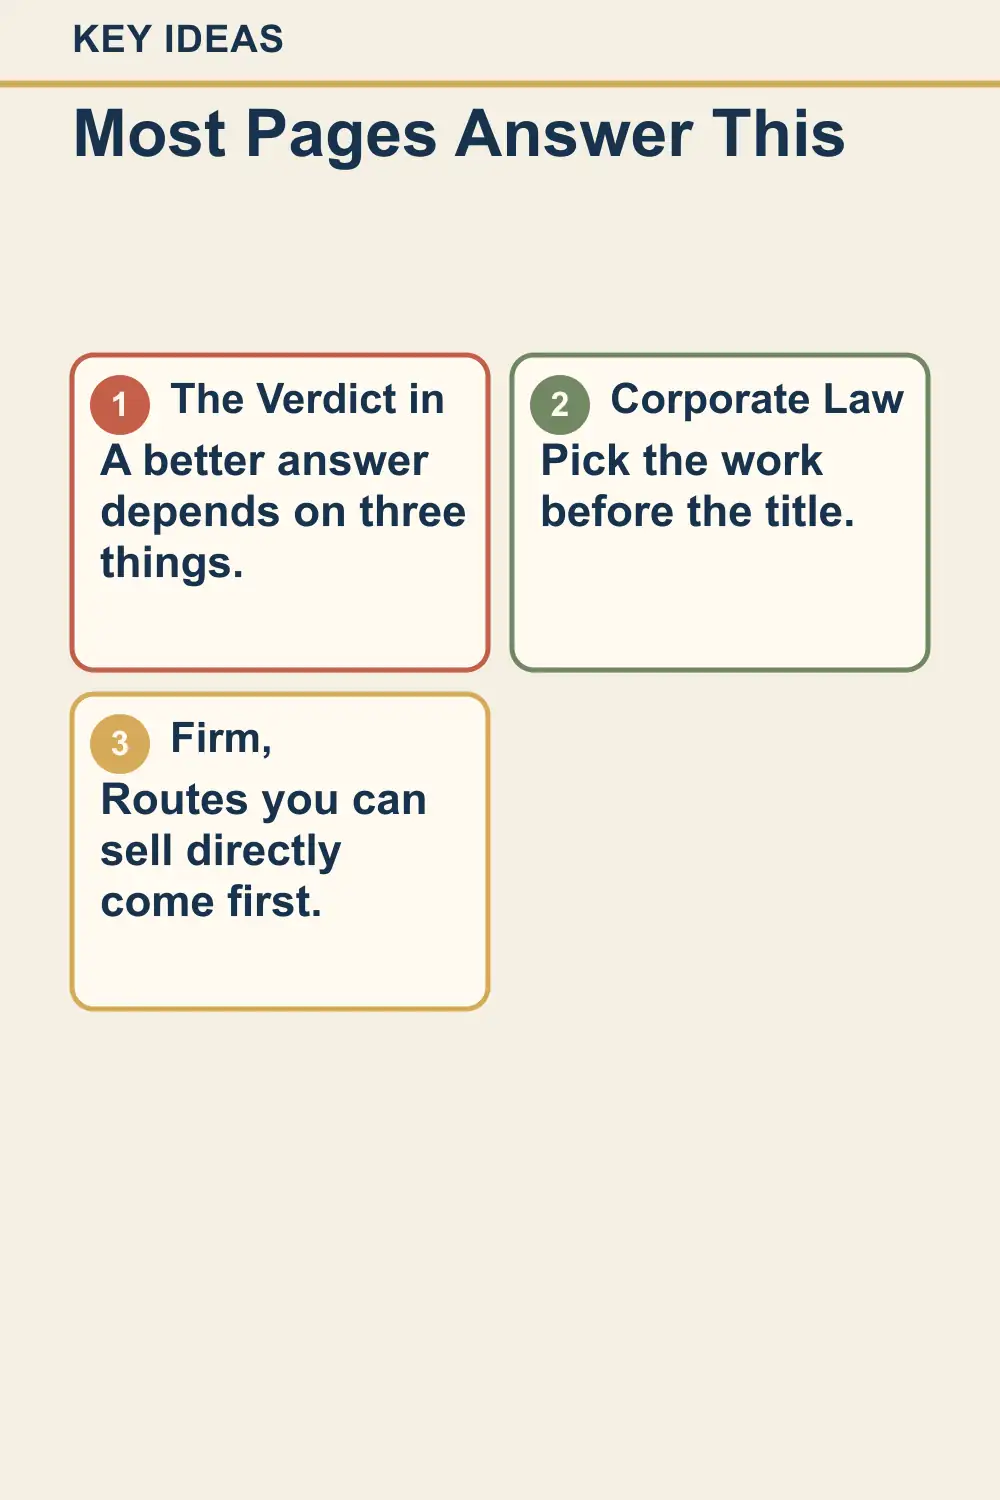 KEY IDEAS
Most Pages Answer This
1 The Verdict in
A better answer
depends on three
things.
2 Corporate Law
Pick the work
before the title.
3 Firm,
Routes you can
sell directly
come first.